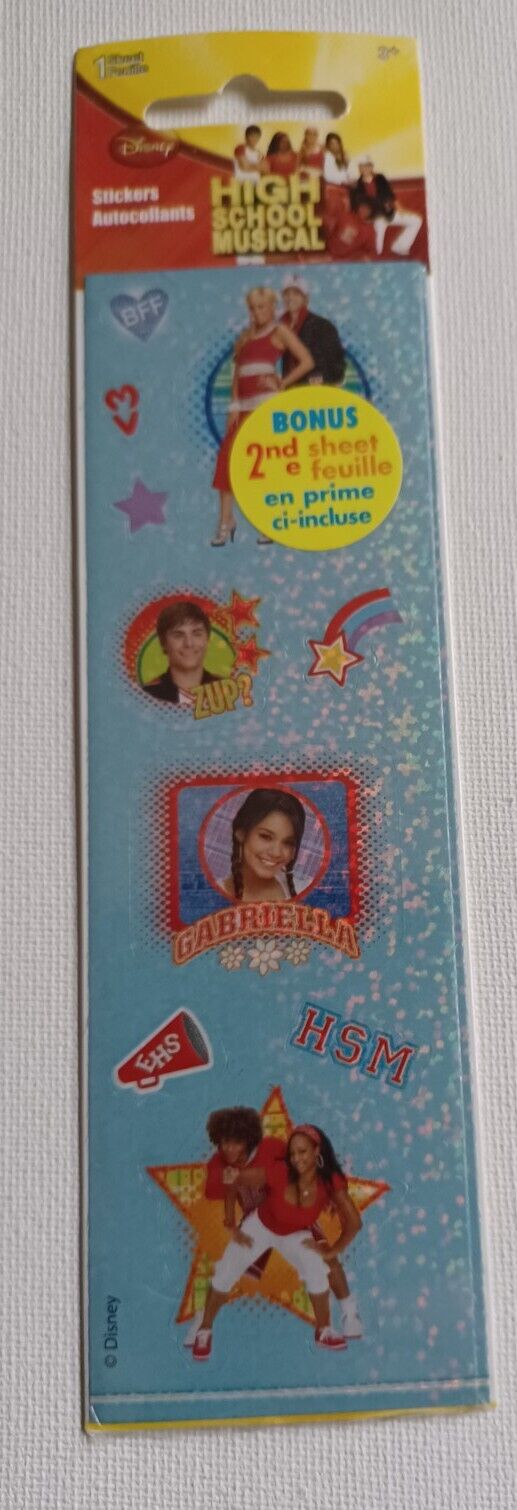 1 Sheet
Feuille
3+
Disney
Stickers
Autocollants
HIGH
SCHOOL
MUSICAL
BFF
<3
BONUS
2nd sheet
e feuille
en prime
ci-incluse
ZUP?
GABRIELLA
EHS
HSM
© Disney